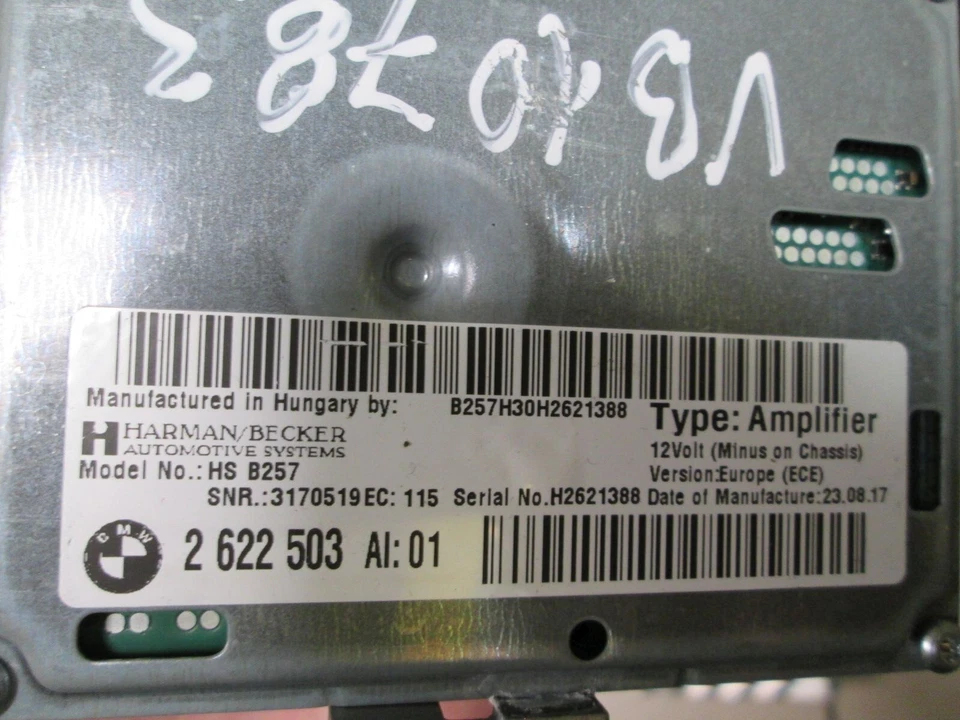 Manufactured in Hungary by:
B257H30H2621388
HARMAN/BECKER
AUTOMOTIVE SYSTEMS
Model No.: HS B257
SNR.:3170519 EC: 115
Serial No.H2621388
Type: Amplifier
12Volt (Minus on Chassis)
Version:Europe (ECE)
Date of Manufacture:23.08.17
BMW
2 622 503 AI: 01